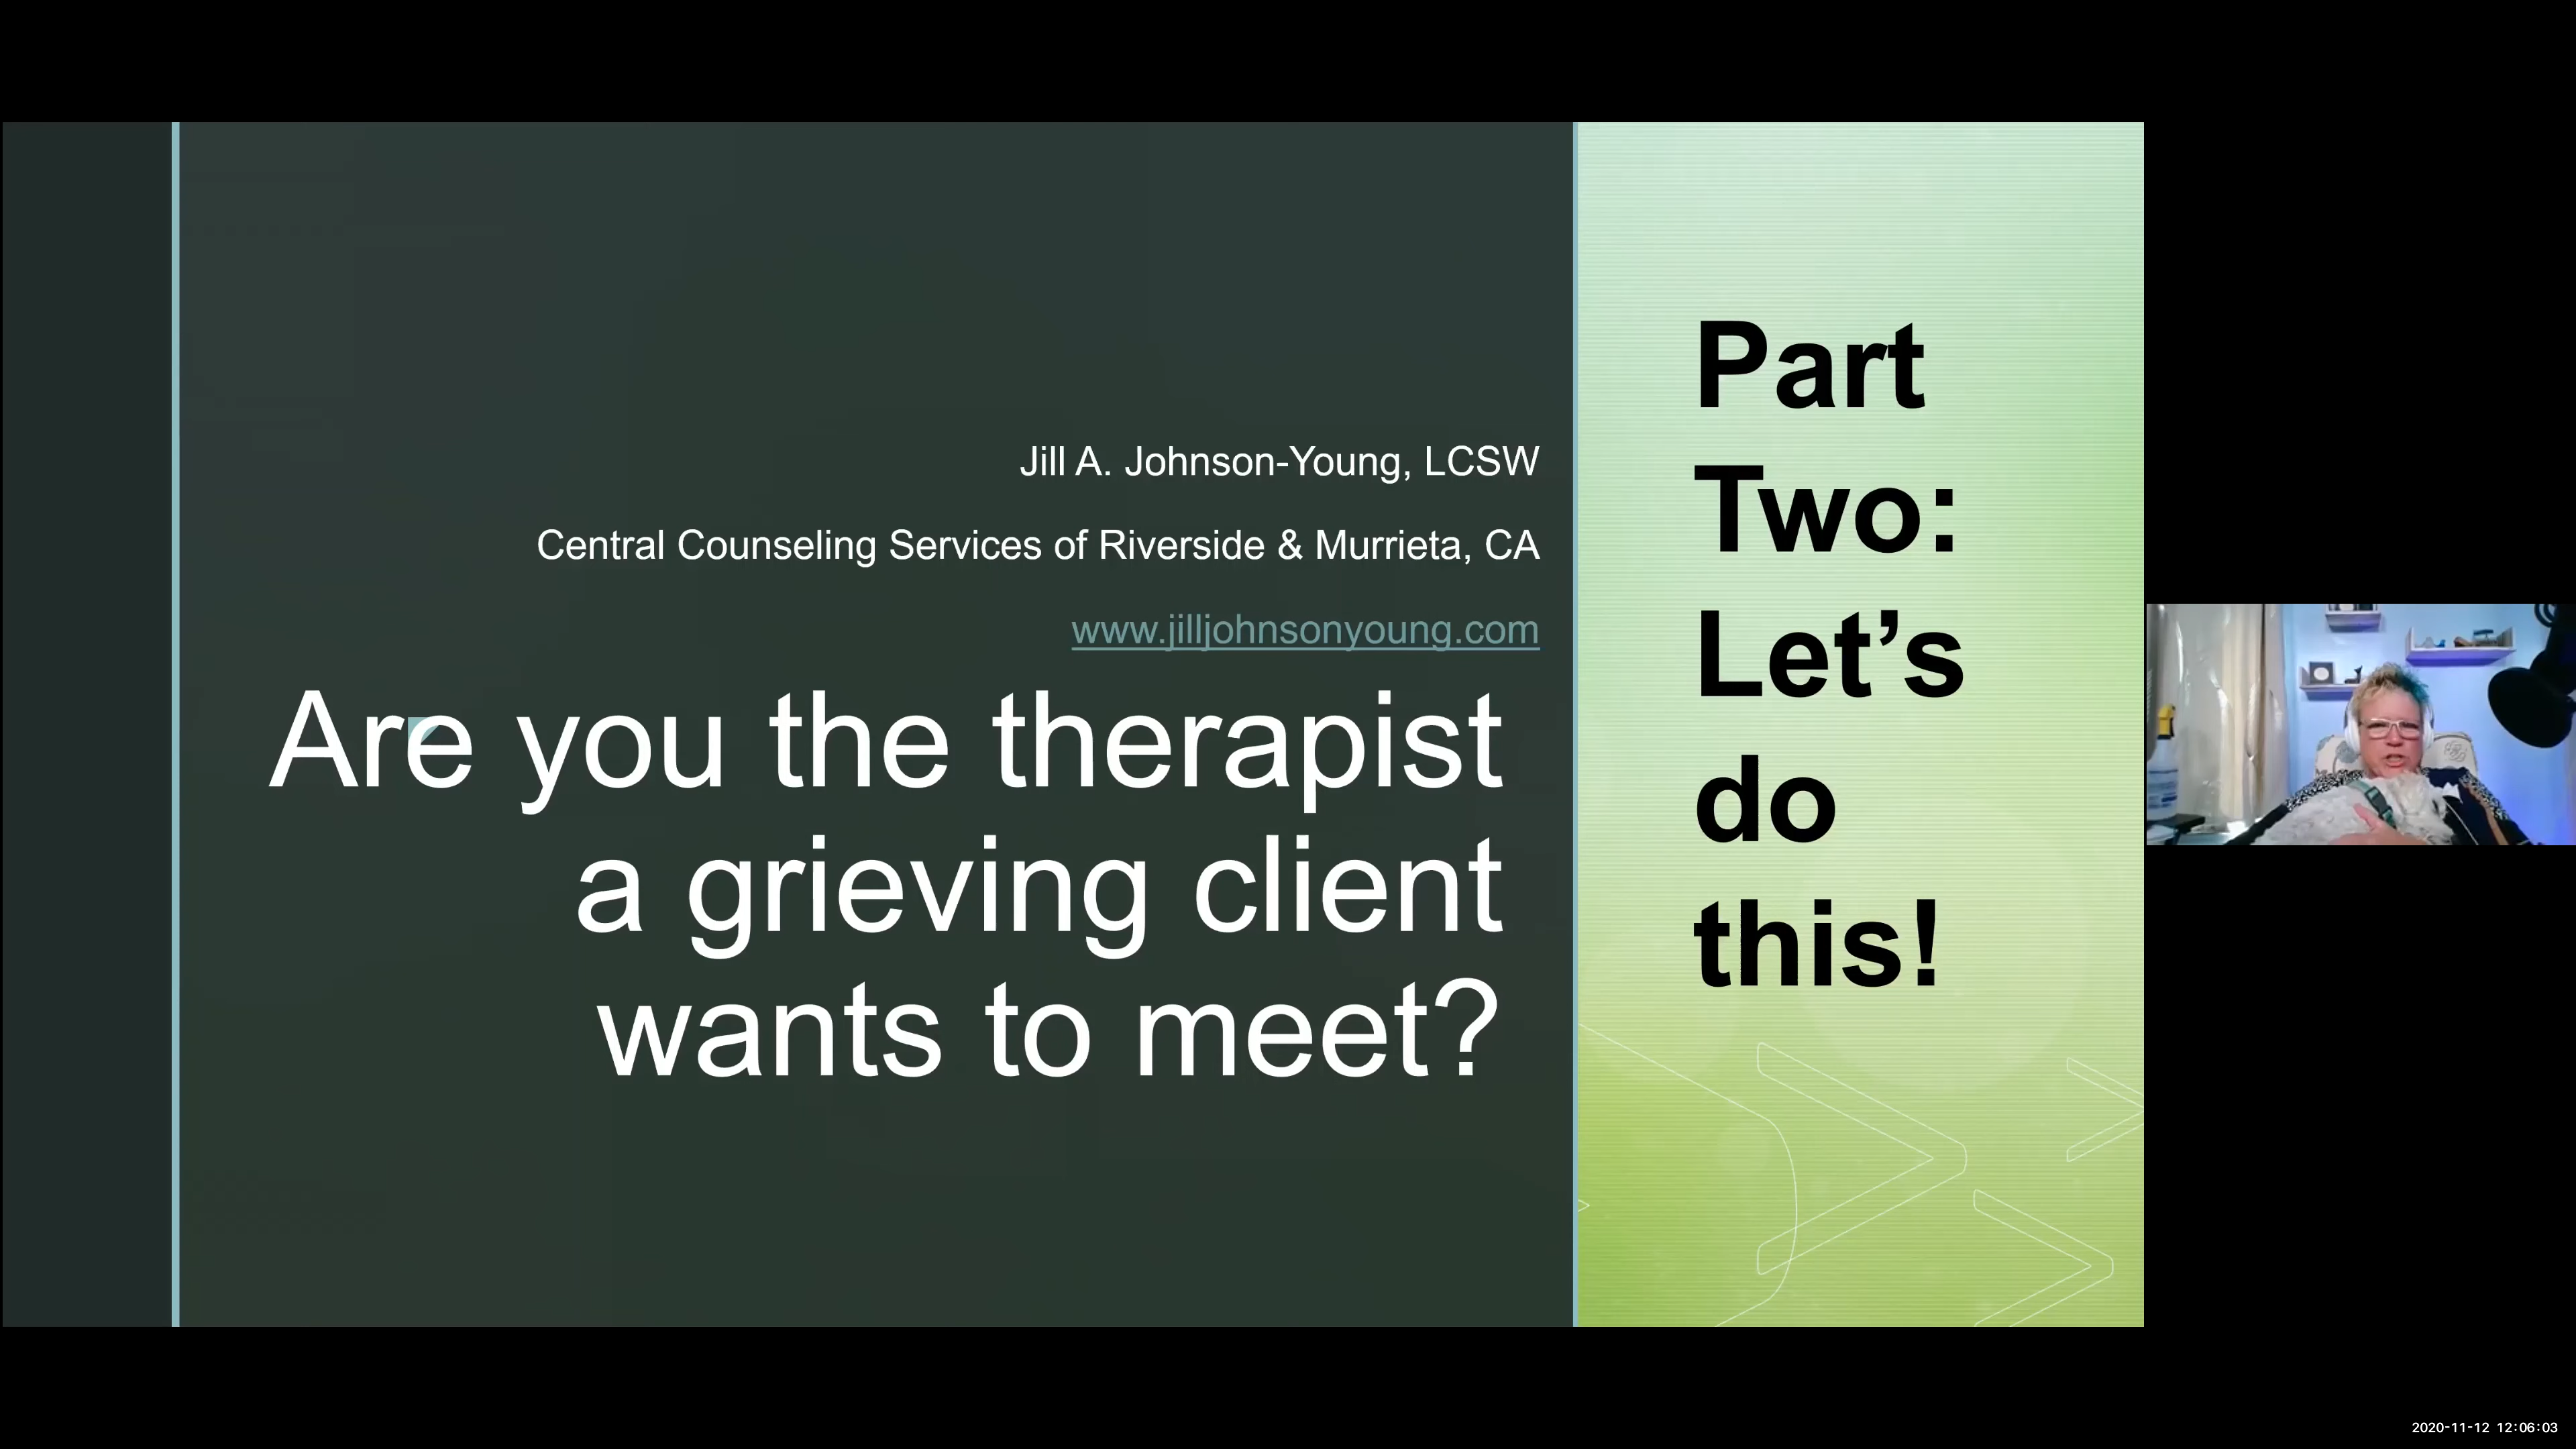 Jill A. Johnson-Young, LCSW
Central Counseling Services of Riverside & Murrieta, CA
www.jilljohnsonyoung.com
Are you the therapist
a grieving client
wants to meet?
Part
Two:
Let’s
do
this!
2020-11-12 12:06:03